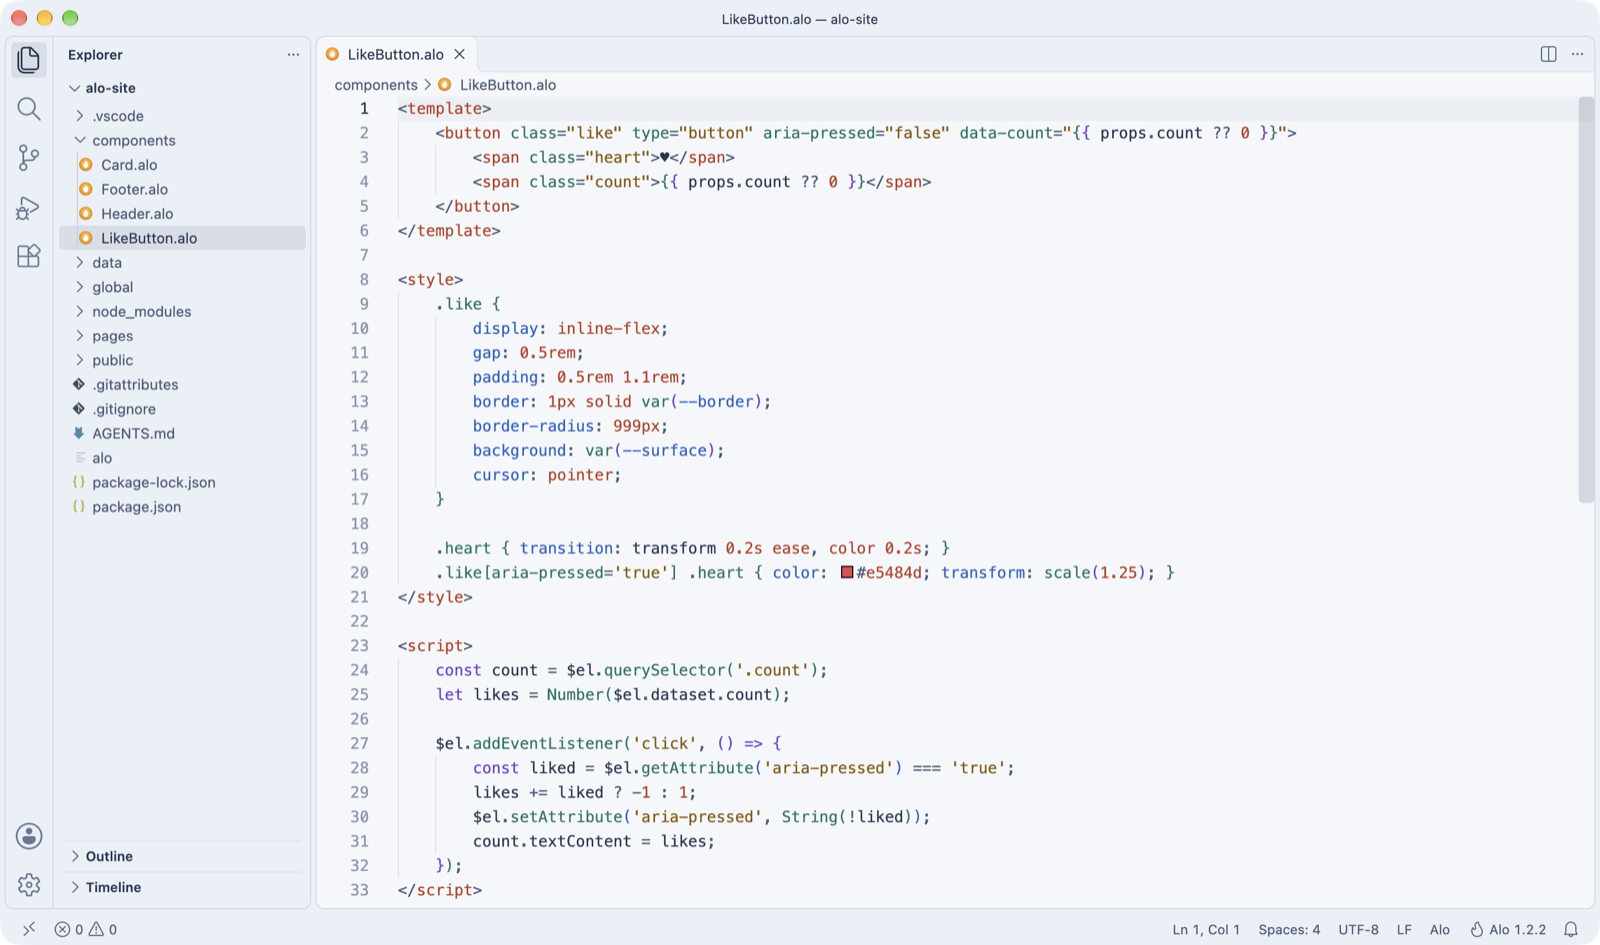 LikeButton.alo — alo-site
Explorer
alo-site
.vscode
components
Card.alo
Footer.alo
Header.alo
LikeButton.alo
data
global
node_modules
pages
public
.gitattributes
.gitignore
AGENTS.md
alo
{} package-lock.json
{} package.json
Outline
Timeline
LikeButton.alo
components > LikeButton.alo
1 <template>
2     <button class="like" type="button" aria-pressed="false" data-count="{{ props.count ?? 0 }}">
3         <span class="heart">♥</span>
4         <span class="count">{{ props.count ?? 0 }}</span>
5     </button>
6 </template>
7
8 <style>
9     .like {
10         display: inline-flex;
11         gap: 0.5rem;
12         padding: 0.5rem 1.1rem;
13         border: 1px solid var(--border);
14         border-radius: 999px;
15         background: var(--surface);
16         cursor: pointer;
17     }
18
19     .heart { transition: transform 0.2s ease, color 0.2s; }
20     .like[aria-pressed='true'] .heart { color: #e5484d; transform: scale(1.25); }
21 </style>
22
23 <script>
24     const count = $el.querySelector('.count');
25     let likes = Number($el.dataset.count);
26
27     $el.addEventListener('click', () => {
28         const liked = $el.getAttribute('aria-pressed') === 'true';
29         likes += liked ? -1 : 1;
30         $el.setAttribute('aria-pressed', String(!liked));
31         count.textContent = likes;
32     });
33 </script>
0 0
Ln 1, Col 1 Spaces: 4 UTF-8 LF Alo Alo 1.2.2